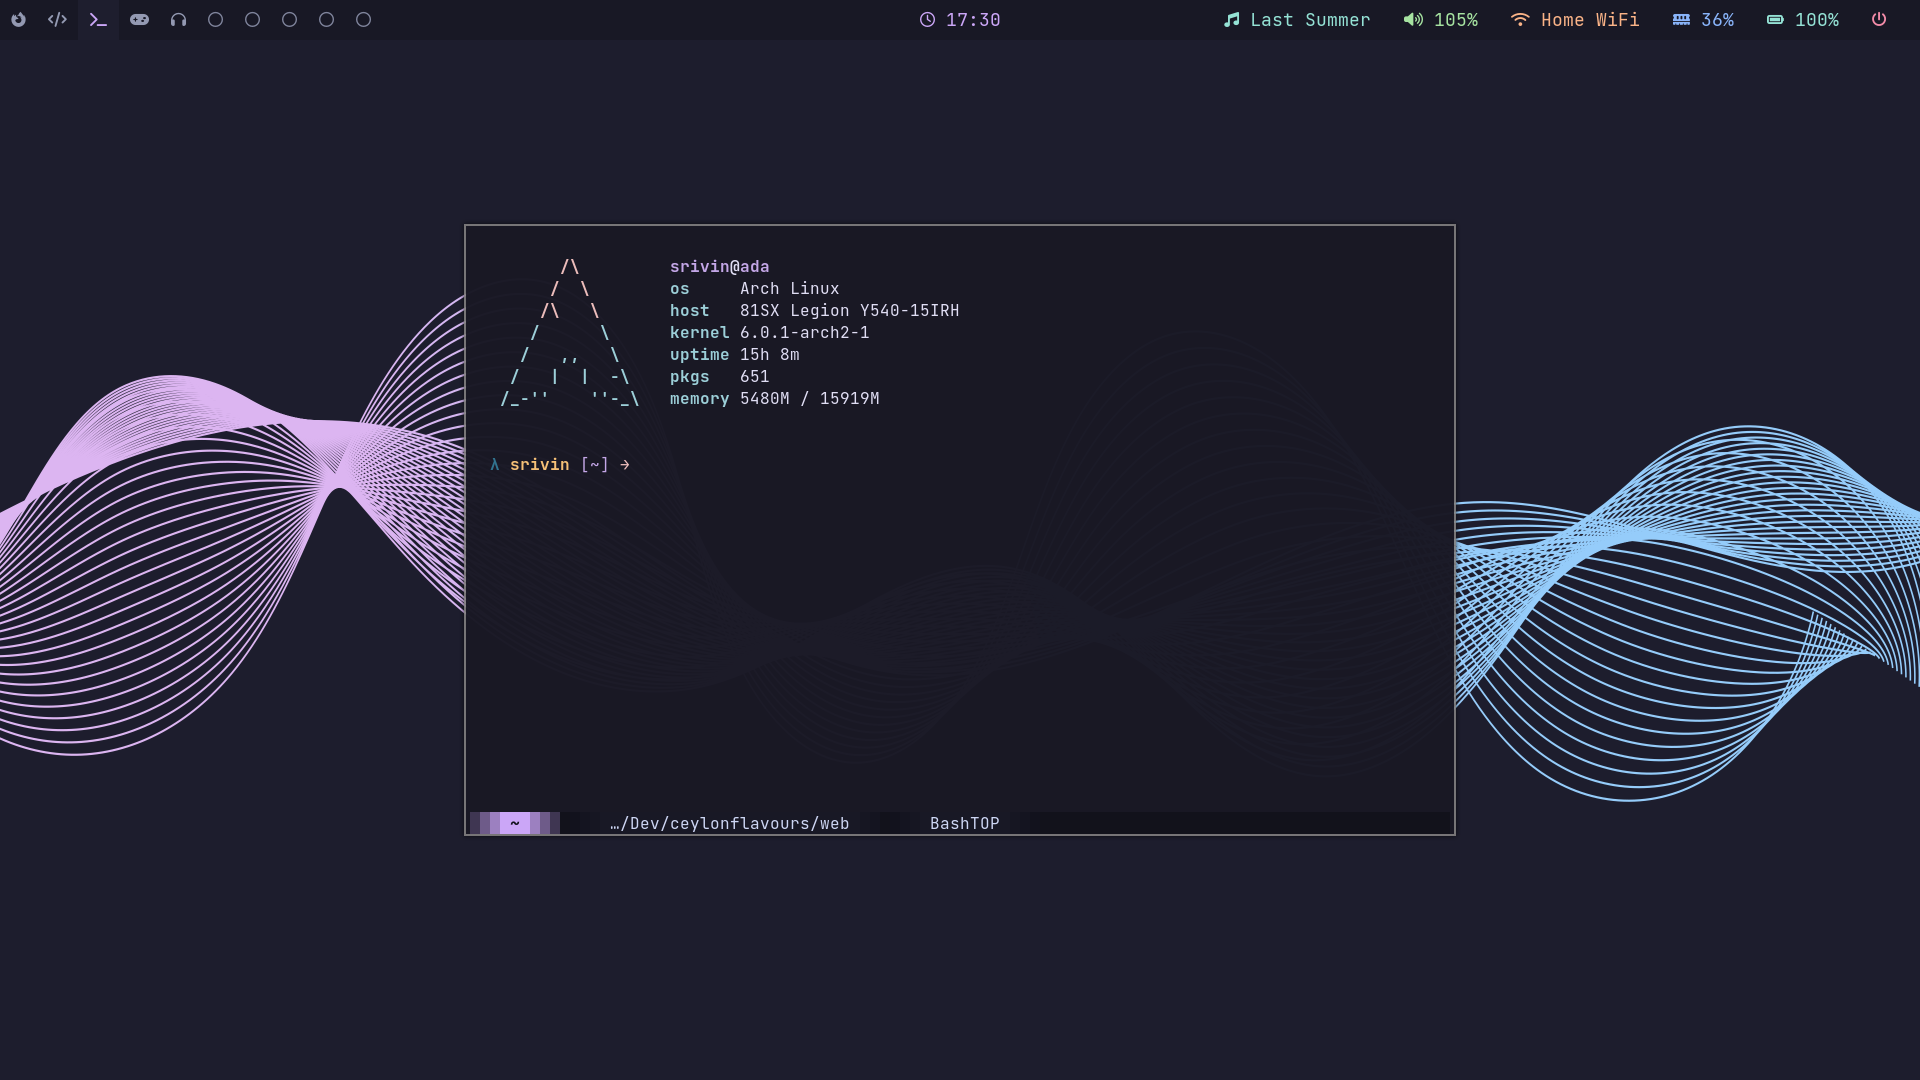 17:30 Last Summer 105% Home WiFi 36% 100%
srivin@ada
os Arch Linux
host 81SX Legion Y540-15IRH
kernel 6.0.1-arch2-1
uptime 15h 8m
pkgs 651
memory 5480M / 15919M
λ srivin [~] →
~ …/Dev/ceylonflavours/web BashTOP